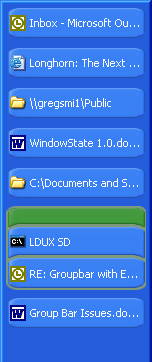 Inbox - Microsoft Ou...
Longhorn: The Next ...
\\gregsmi1\Public
WindowState 1.0.do...
C:\Documents and S...
LDUX SD
RE: Groupbar with E...
Group Bar Issues.do...